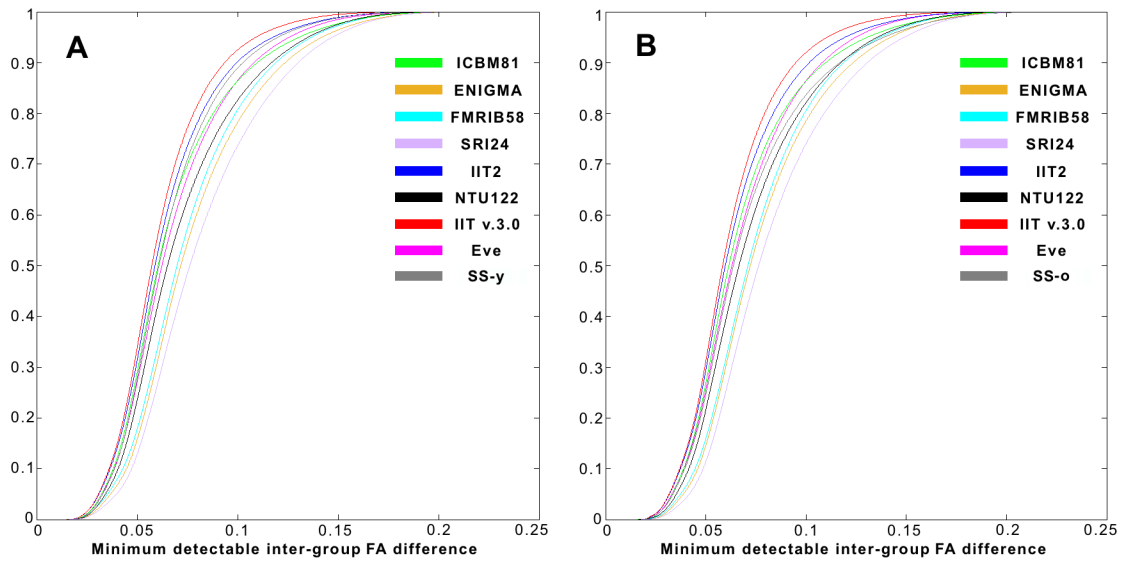 A
1
0.9
0.8
0.7
0.6
0.5
0.4
0.3
0.2
0.1
0
ICBM81
ENIGMA
FMRIB58
SRI24
IIT2
NTU122
IIT v.3.0
Eve
SS-y
0 0.05 0.1 0.15 0.2 0.25
Minimum detectable inter-group FA difference
B
1
0.9
0.8
0.7
0.6
0.5
0.4
0.3
0.2
0.1
0
ICBM81
ENIGMA
FMRIB58
SRI24
IIT2
NTU122
IIT v.3.0
Eve
SS-o
0 0.05 0.1 0.15 0.2 0.25
Minimum detectable inter-group FA difference